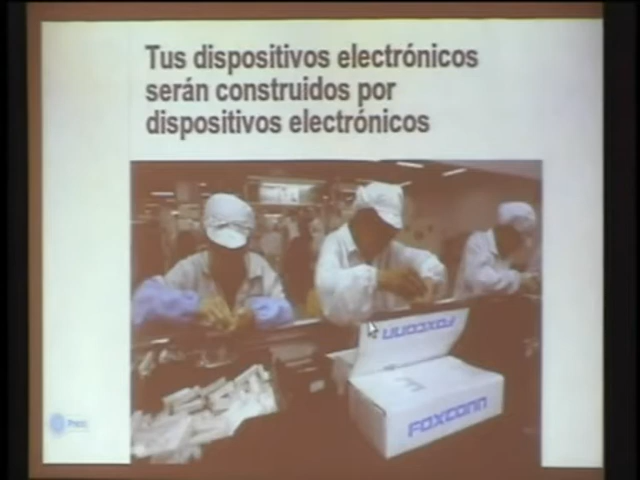 Tus dispositivos electrónicos
serán construidos por
dispositivos electrónicos
FOXCONN
FOXCONN